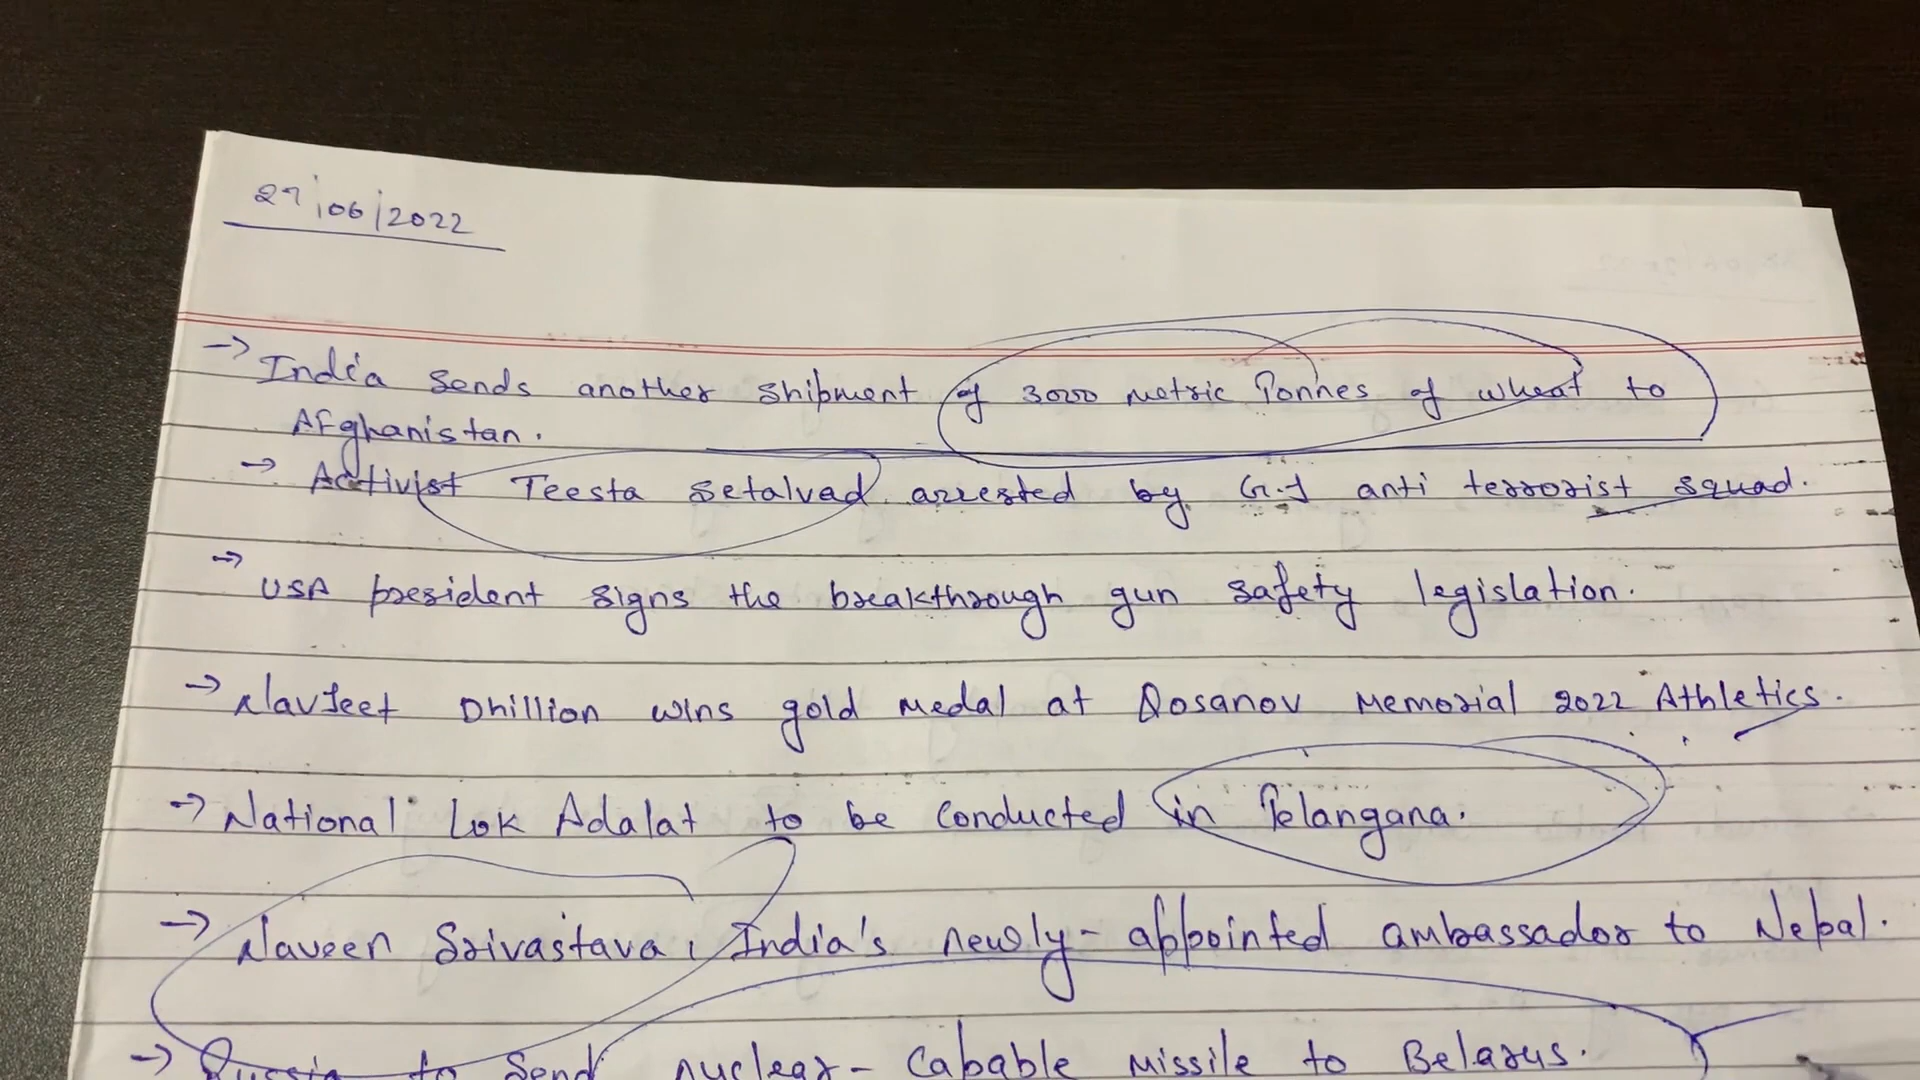 27/06/2022
→ India sends another shipment of 3000 metric Tonnes of wheat to
Afghanistan.
→ Activist Teesta Setalvad arrested by G.J anti terrorist squad.
→ USA president signs the breakthrough gun safety legislation.
→ Navjeet Dhillion wins gold medal at Qosanov Memorial 2022 Athletics.
→ National Lok Adalat to be conducted in Telangana.
→ Naveen Srivastava, India's newly-appointed ambassador to Nepal.
→ Russia to send nuclear-capable missile to Belarus.